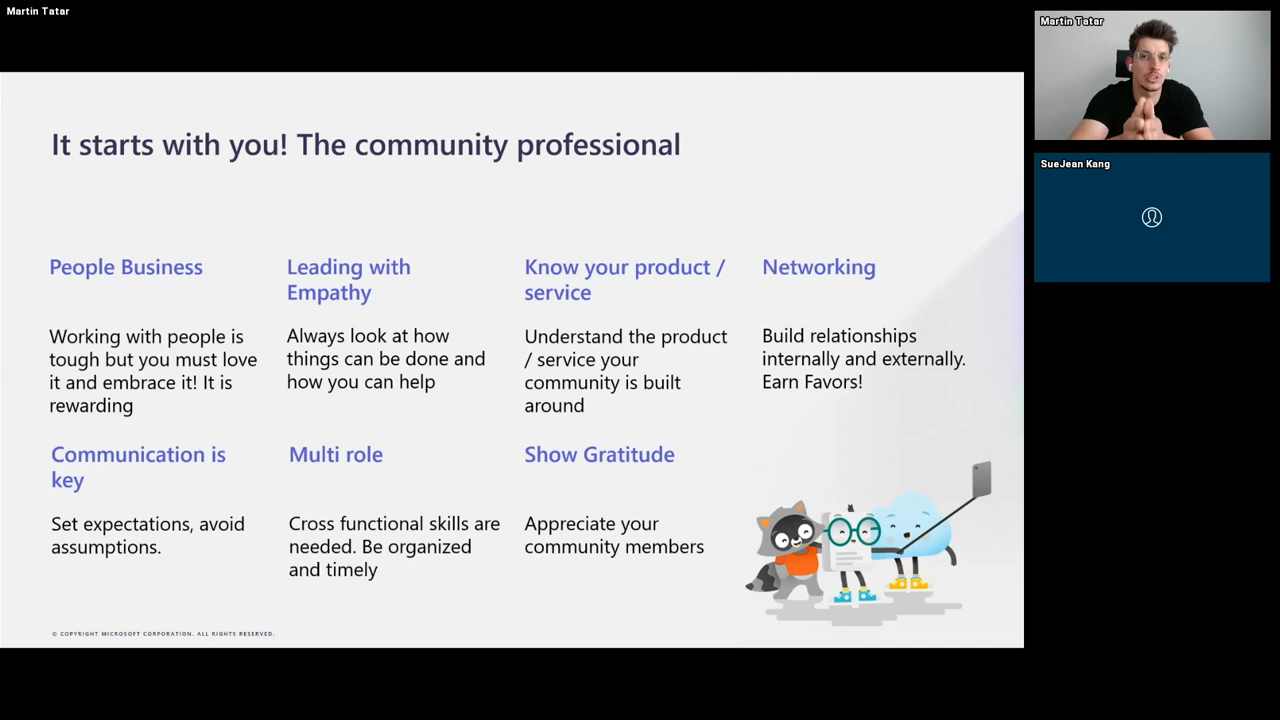 Martin Tatar
It starts with you! The community professional
People Business
Working with people is
tough but you must love
it and embrace it! It is
rewarding
Leading with
Empathy
Always look at how
things can be done and
how you can help
Know your product /
service
Understand the product
/ service your
community is built
around
Networking
Build relationships
internally and externally.
Earn Favors!
Communication is
key
Set expectations, avoid
assumptions.
Multi role
Cross functional skills are
needed. Be organized
and timely
Show Gratitude
Appreciate your
community members
© COPYRIGHT MICROSOFT CORPORATION. ALL RIGHTS RESERVED.
Martin Tatar
SueJean Kang